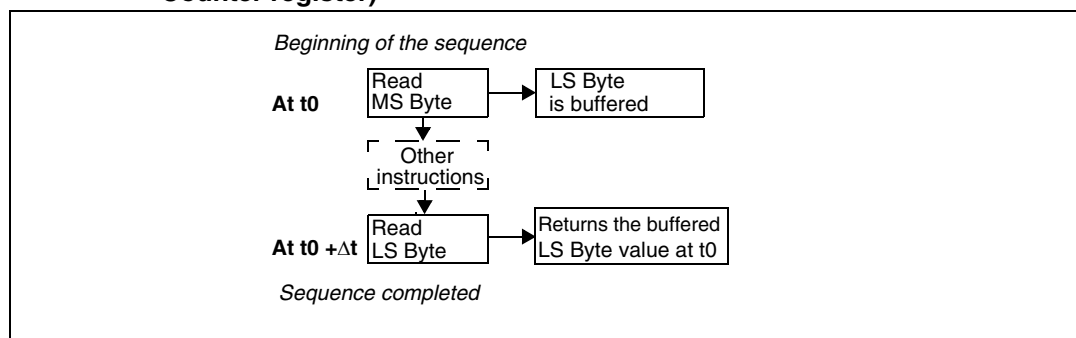 Counter register)
Beginning of the sequence
At t0
Read
MS Byte
LS Byte
is buffered
Other
instructions
At t0 +Δt
Read
LS Byte
Returns the buffered
LS Byte value at t0
Sequence completed